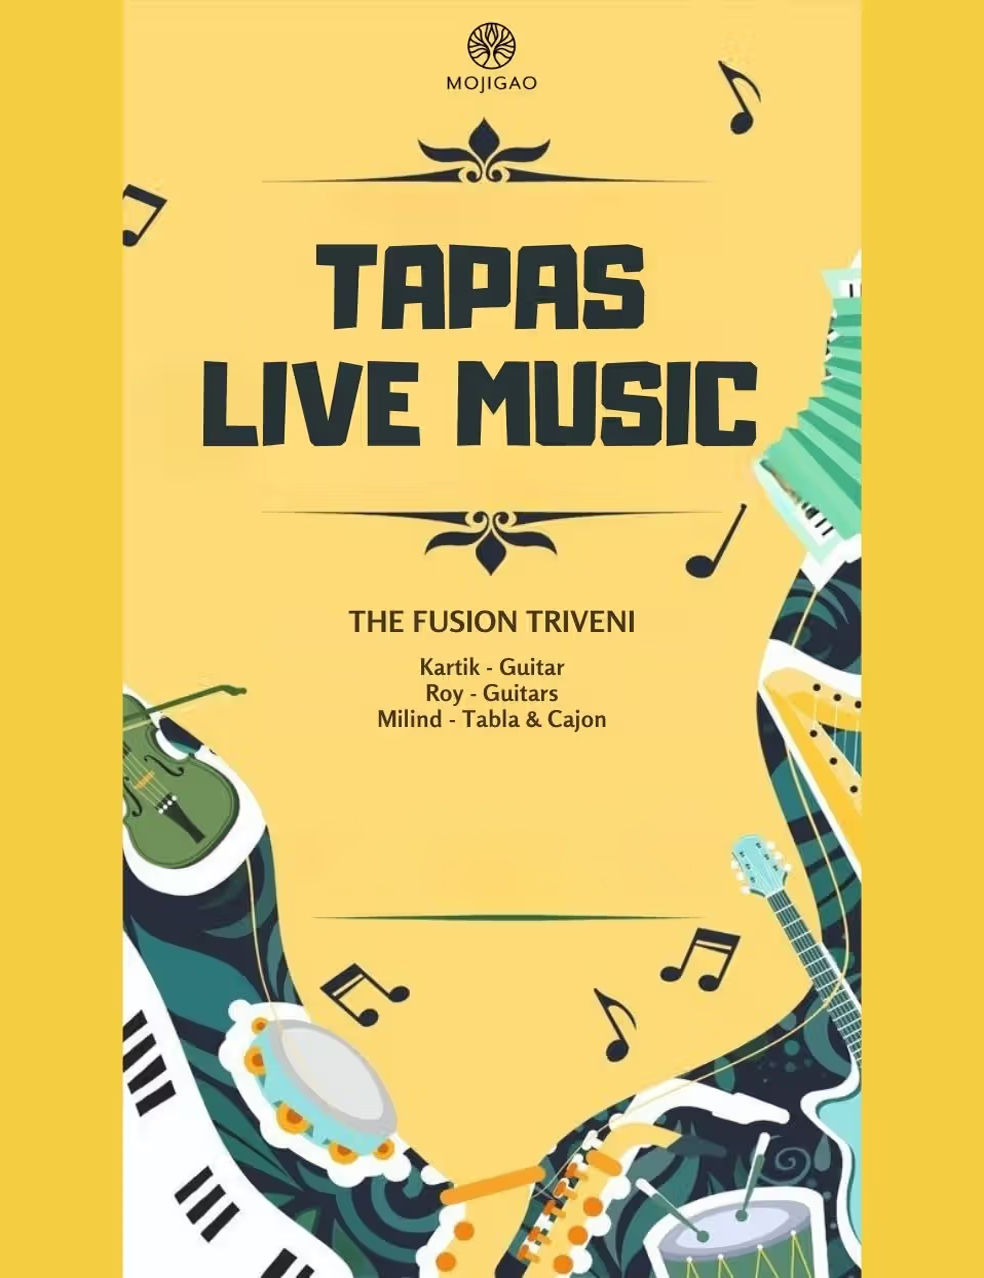 MOJIGAO
TAPAS
LIVE MUSIC
THE FUSION TRIVENI
Kartik - Guitar
Roy - Guitars
Milind - Tabla & Cajon